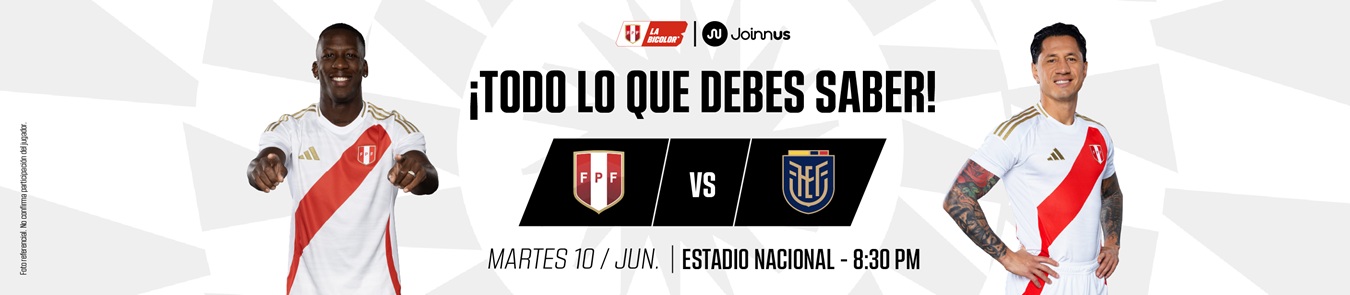 LA
BICOLOR®
Joinnus
¡TODO LO QUE DEBES SABER!
FPF
VS
FEF
MARTES 10 / JUN. | ESTADIO NACIONAL - 8:30 PM
Foto referencial. No confirma participación del jugador.